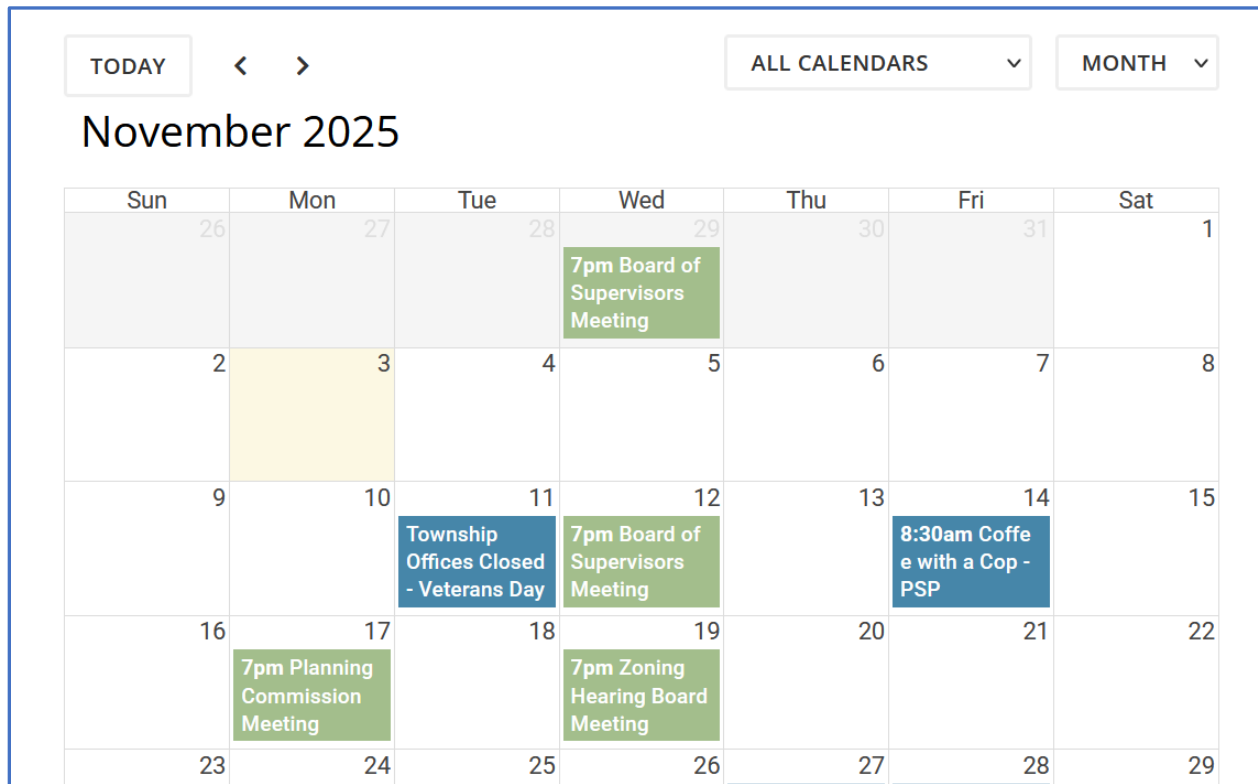 TODAY
ALL CALENDARS
MONTH
November 2025
Sun Mon Tue Wed Thu Fri Sat
26 27 28 29 30 31 1
7pm Board of
Supervisors
Meeting
2 3 4 5 6 7 8
9 10 11 12 13 14 15
Township
Offices Closed
- Veterans Day
7pm Board of
Supervisors
Meeting
8:30am Coffe
e with a Cop -
PSP
16 17 18 19 20 21 22
7pm Planning
Commission
Meeting
7pm Zoning
Hearing Board
Meeting
23 24 25 26 27 28 29